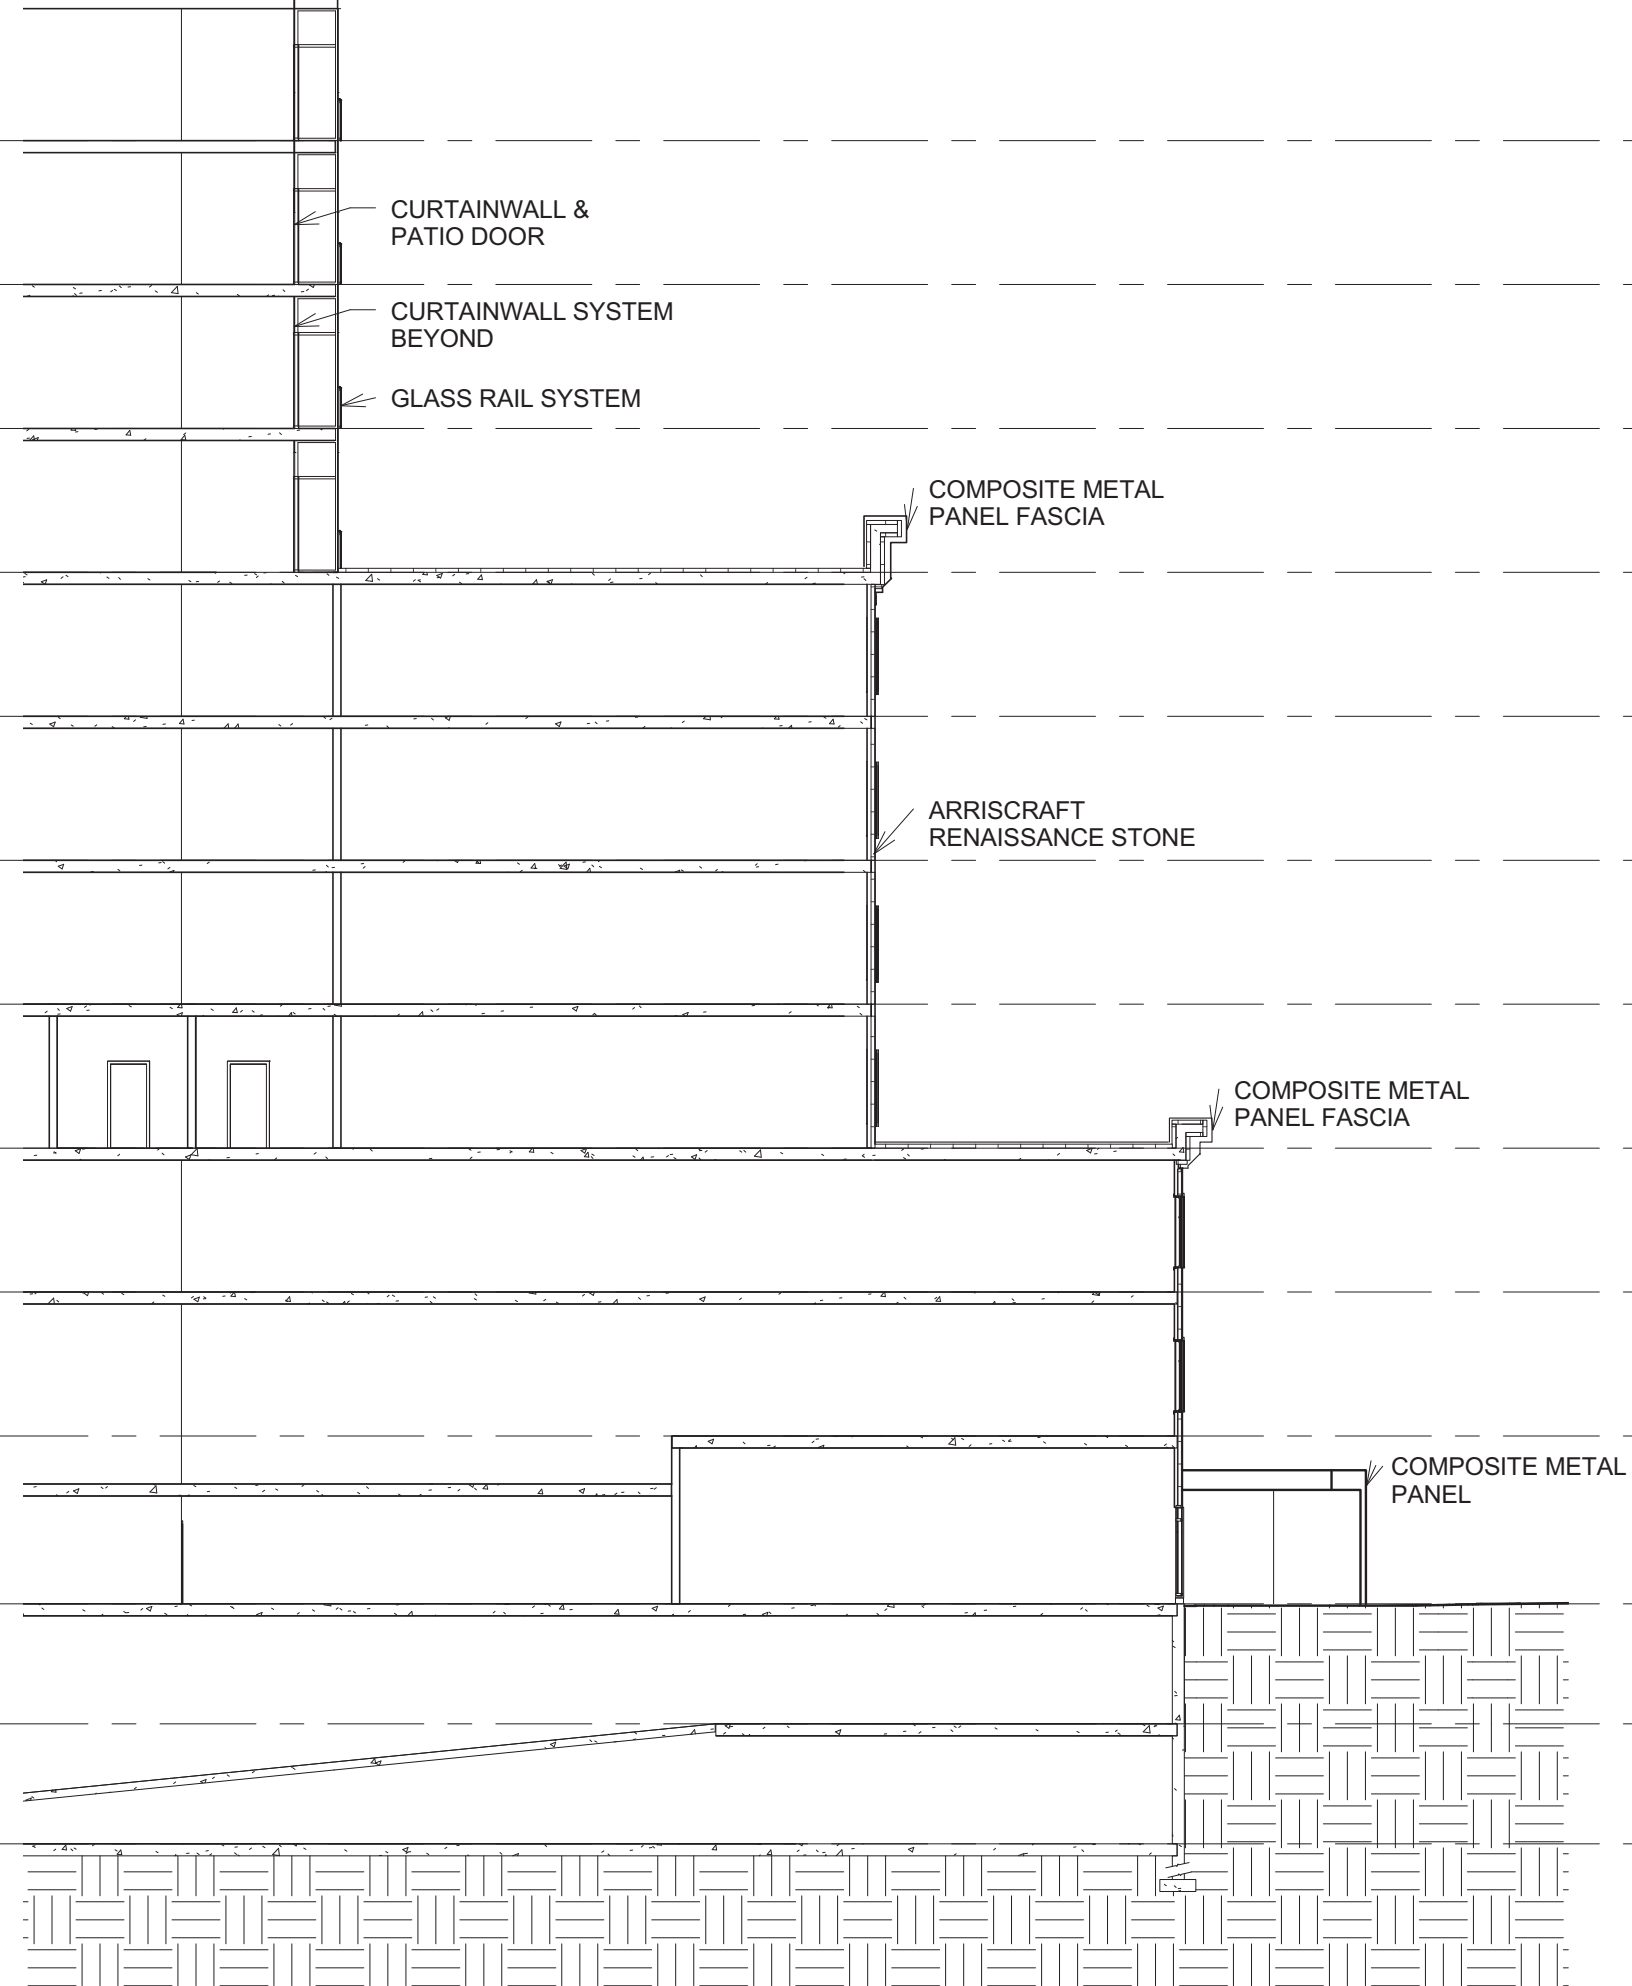 CURTAINWALL &
PATIO DOOR
CURTAINWALL SYSTEM
BEYOND
GLASS RAIL SYSTEM
COMPOSITE METAL
PANEL FASCIA
ARRISCRAFT
RENAISSANCE STONE
COMPOSITE METAL
PANEL FASCIA
COMPOSITE METAL
PANEL